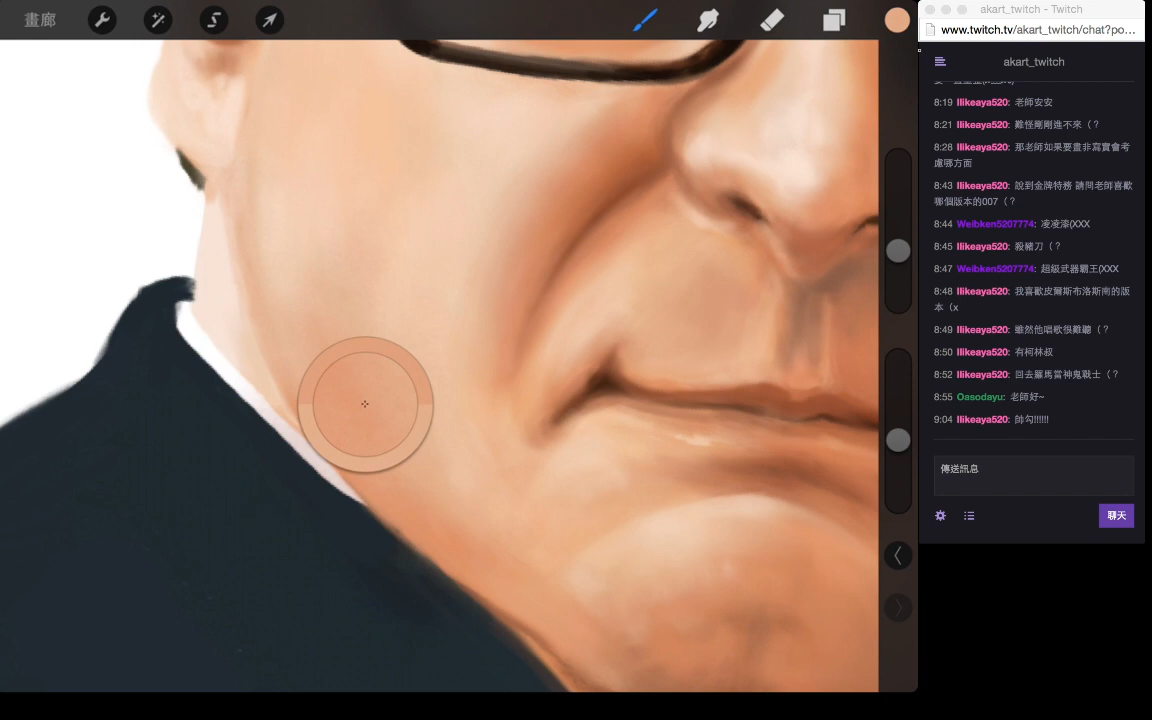 畫廊
akart_twitch - Twitch
www.twitch.tv/akart_twitch/chat?po...
akart_twitch
8:19 llikeaya520: 老師安安
8:21 llikeaya520: 難怪剛剛進不來（？
8:28 llikeaya520: 那老師如果要畫非寫實會考
慮哪方面
8:43 llikeaya520: 說到金牌特務 請問老師喜歡
哪個版本的007（？
8:44 Weibken5207774: 凌凌漆(XXX
8:45 llikeaya520: 殺豬刀（？
8:47 Weibken5207774: 超級武器霸王(XXX
8:48 llikeaya520: 我喜歡皮爾斯布洛斯南的版
本（x
8:49 llikeaya520: 雖然他唱歌很難聽（？
8:50 llikeaya520: 有柯林叔
8:52 llikeaya520: 回去羅馬當神鬼戰士（？
8:55 Oasodayu: 老師好~
9:04 llikeaya520: 帥勾!!!!!!
傳送訊息
聊天